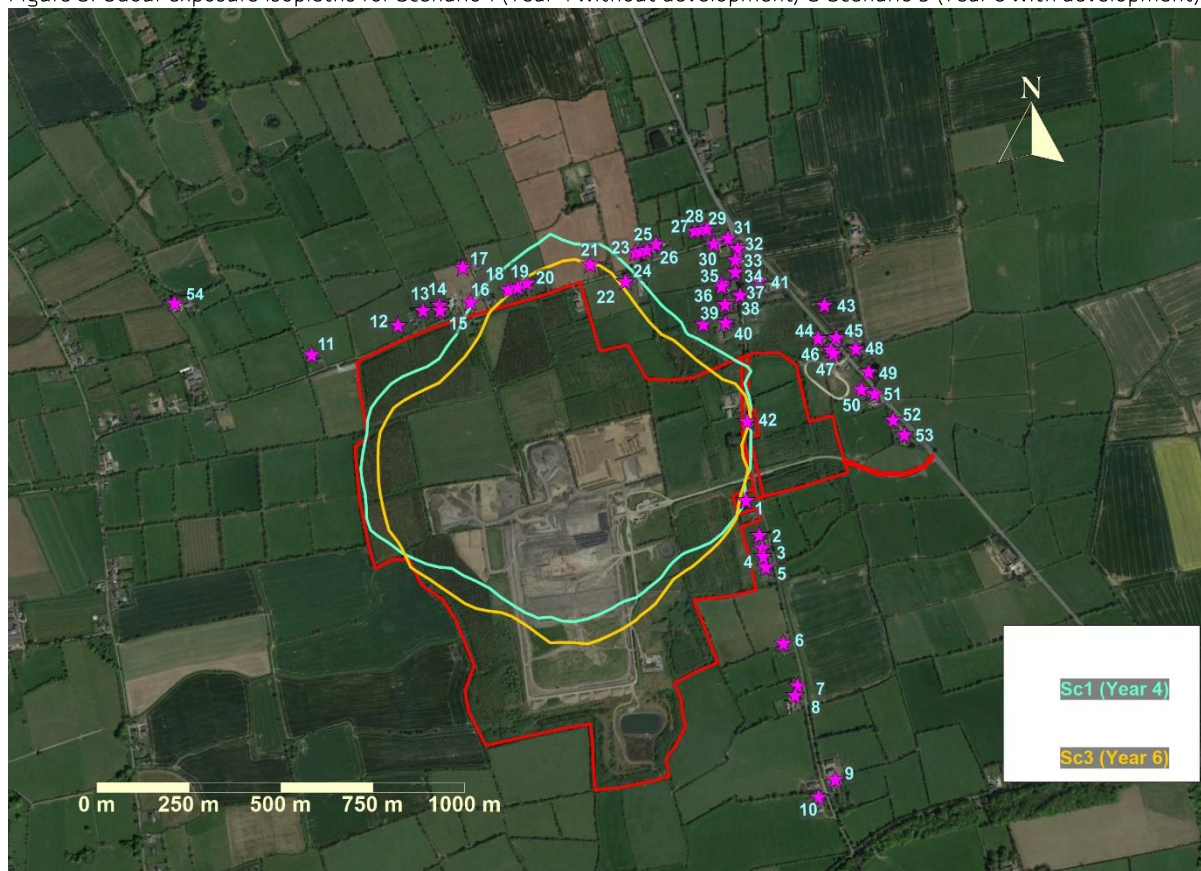 Figure 3: Odour exposure isopleths for Scenario 1 (Year 4 without development) & Scenario 3 (Year 6 with development)
N
28 29
27 31
25 32
23 26 30
21 33
17 24 34
35 41
18 19 20
22
54 13 14 16 36 37
38 43
12 15 39 40
44 45
11 46 48
47
49
50 51
42 52
53
1
2
3
4 5
6
7
8
9
10
Sc1 (Year 4)
Sc3 (Year 6)
0 m 250 m 500 m 750 m 1000 m